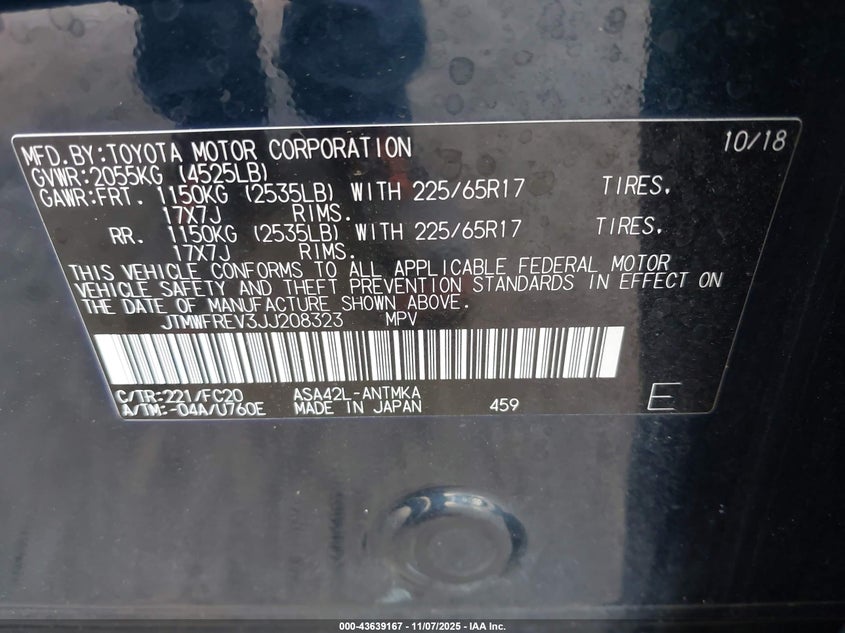 MFD.BY:TOYOTA MOTOR CORPORATION 10/18
GVWR:2055KG (4525LB)
GAWR:FRT. 1150KG (2535LB) WITH 225/65R17 TIRES,
17X7J RIMS.
RR. 1150KG (2535LB) WITH 225/65R17 TIRES,
17X7J RIMS.
THIS VEHICLE CONFORMS TO ALL APPLICABLE FEDERAL MOTOR
VEHICLE SAFETY AND THEFT PREVENTION STANDARDS IN EFFECT ON
THE DATE OF MANUFACTURE SHOWN ABOVE.
JTMWFREV3JJ208323 MPV
C/TR:221/FC20 ASA42L-ANTMKA
A/TM:-04A/U760E MADE IN JAPAN 459 E
000-43639167 - 11/07/2025 - IAA Inc.